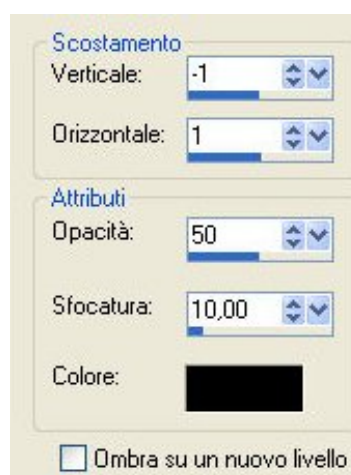 Scostamento
Verticale: -1
Orizzontale: 1
Attributi
Opacità: 50
Sfocatura: 10,00
Colore:
Ombra su un nuovo livello